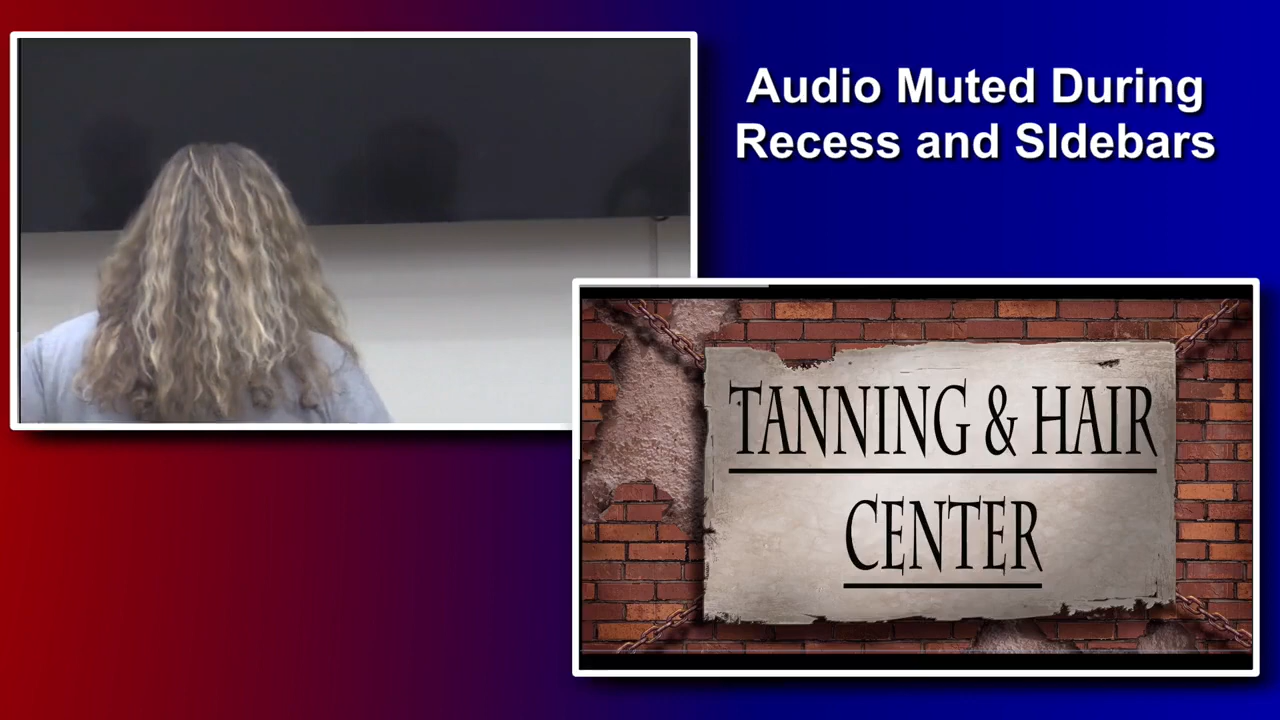 Audio Muted During
Recess and SIdebars
TANNING & HAIR
CENTER